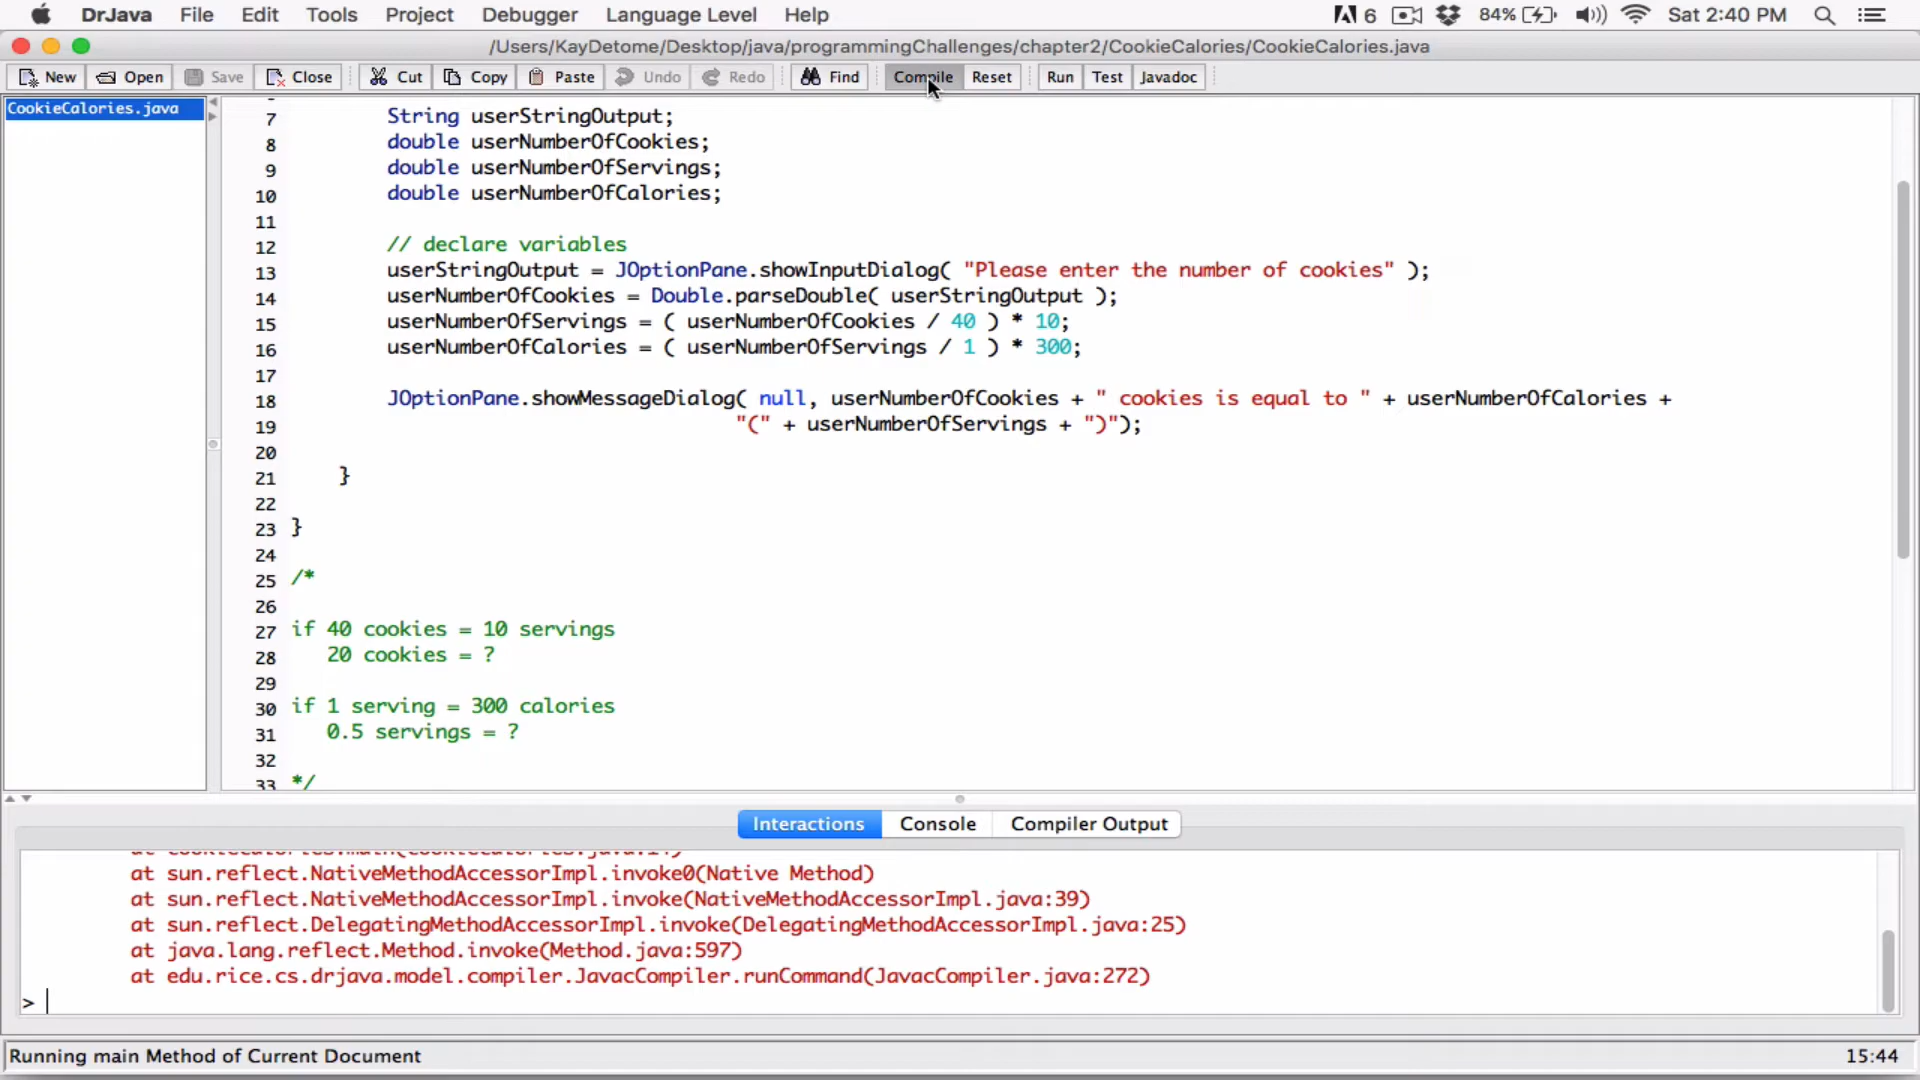 DrJava File Edit Tools Project Debugger Language Level Help 6 84% Sat 2:40 PM
/Users/KayDetome/Desktop/java/programmingChallenges/chapter2/CookieCalories/CookieCalories.java
New Open Save Close Cut Copy Paste Undo Redo Find Compile Reset Run Test Javadoc
CookieCalories.java
7 String userStringOutput;
8 double userNumberOfCookies;
9 double userNumberOfServings;
10 double userNumberOfCalories;
11
12 // declare variables
13 userStringOutput = JOptionPane.showInputDialog( "Please enter the number of cookies" );
14 userNumberOfCookies = Double.parseDouble( userStringOutput );
15 userNumberOfServings = ( userNumberOfCookies / 40 ) * 10;
16 userNumberOfCalories = ( userNumberOfServings / 1 ) * 300;
17
18 JOptionPane.showMessageDialog( null, userNumberOfCookies + " cookies is equal to " + userNumberOfCalories +
19 "(" + userNumberOfServings + ")");
20
21 }
22
23 }
24
25 /*
26
27 if 40 cookies = 10 servings
28 20 cookies = ?
29
30 if 1 serving = 300 calories
31 0.5 servings = ?
32
33 */
Interactions Console Compiler Output
at sun.reflect.NativeMethodAccessorImpl.invoke0(Native Method)
at sun.reflect.NativeMethodAccessorImpl.invoke(NativeMethodAccessorImpl.java:39)
at sun.reflect.DelegatingMethodAccessorImpl.invoke(DelegatingMethodAccessorImpl.java:25)
at java.lang.reflect.Method.invoke(Method.java:597)
at edu.rice.cs.drjava.model.compiler.JavacCompiler.runCommand(JavacCompiler.java:272)
>
Running main Method of Current Document 15:44